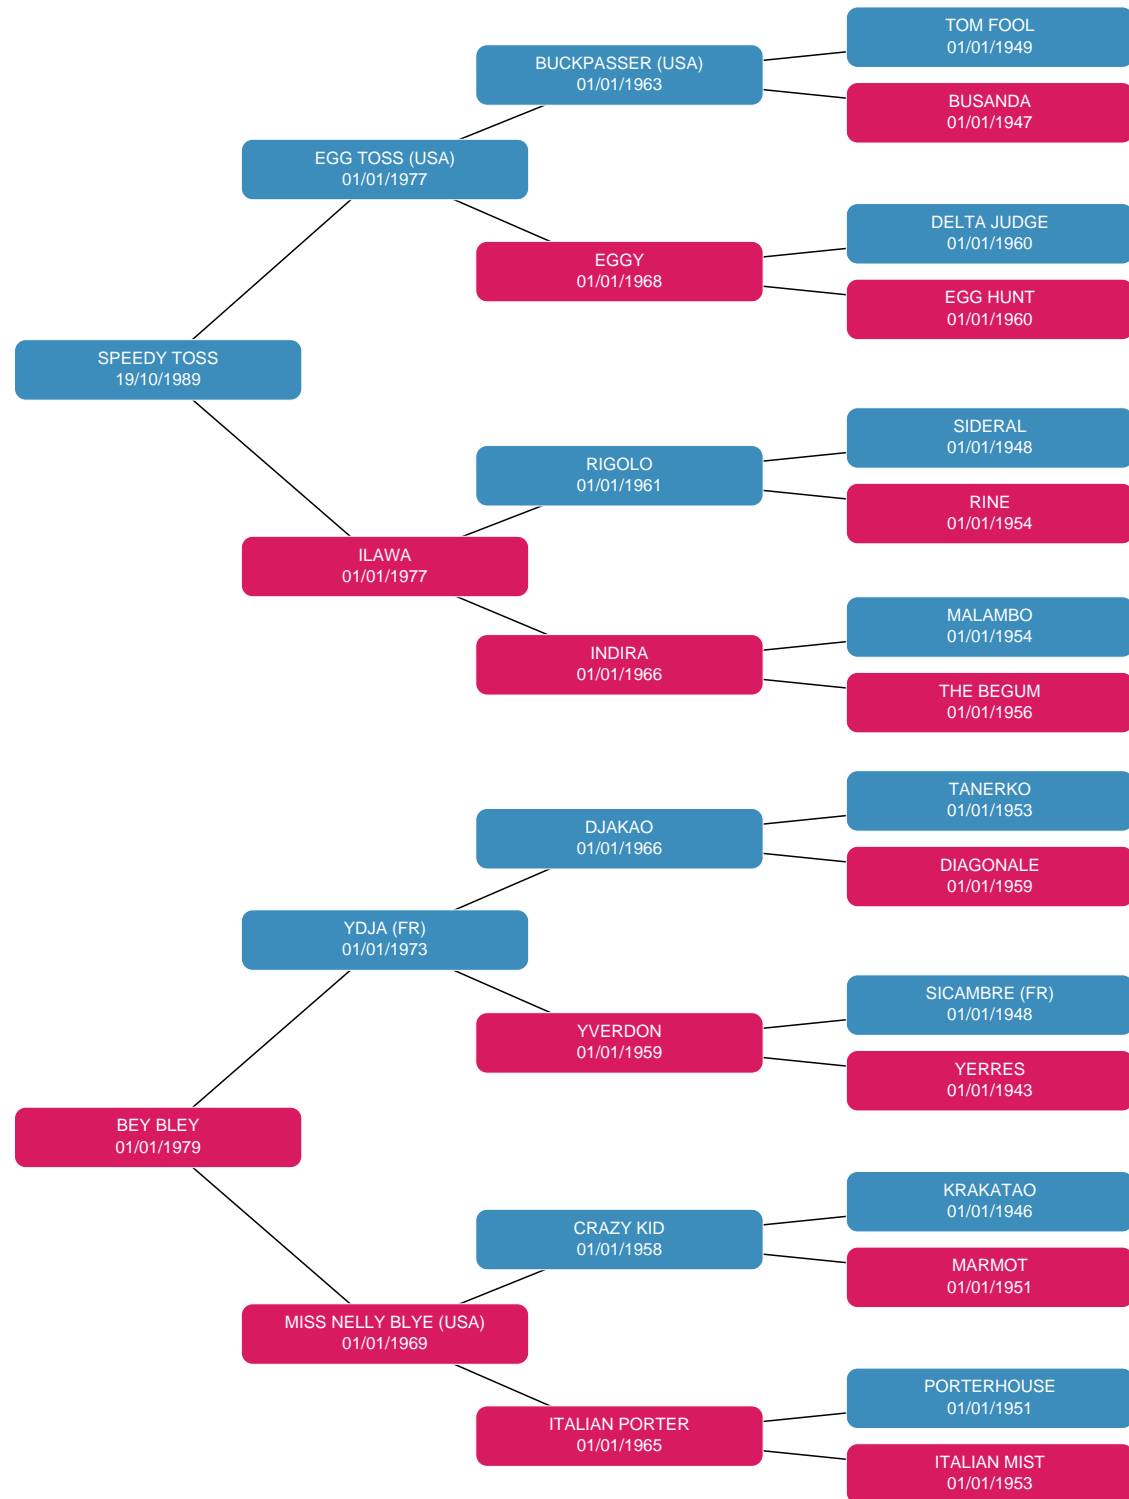 TOM FOOL
01/01/1949
BUCKPASSER (USA)
01/01/1963
BUSANDA
01/01/1947
EGG TOSS (USA)
01/01/1977
DELTA JUDGE
01/01/1960
EGGY
01/01/1968
EGG HUNT
01/01/1960
SPEEDY TOSS
19/10/1989
SIDERAL
01/01/1948
RIGOLO
01/01/1961
RINE
01/01/1954
ILAWA
01/01/1977
MALAMBO
01/01/1954
INDIRA
01/01/1966
THE BEGUM
01/01/1956
TANERKO
01/01/1953
DJAKAO
01/01/1966
DIAGONALE
01/01/1959
YDJA (FR)
01/01/1973
SICAMBRE (FR)
01/01/1948
YVERDON
01/01/1959
YERRES
01/01/1943
BEY BLEY
01/01/1979
KRAKATAO
01/01/1946
CRAZY KID
01/01/1958
MARMOT
01/01/1951
MISS NELLY BLYE (USA)
01/01/1969
PORTERHOUSE
01/01/1951
ITALIAN PORTER
01/01/1965
ITALIAN MIST
01/01/1953